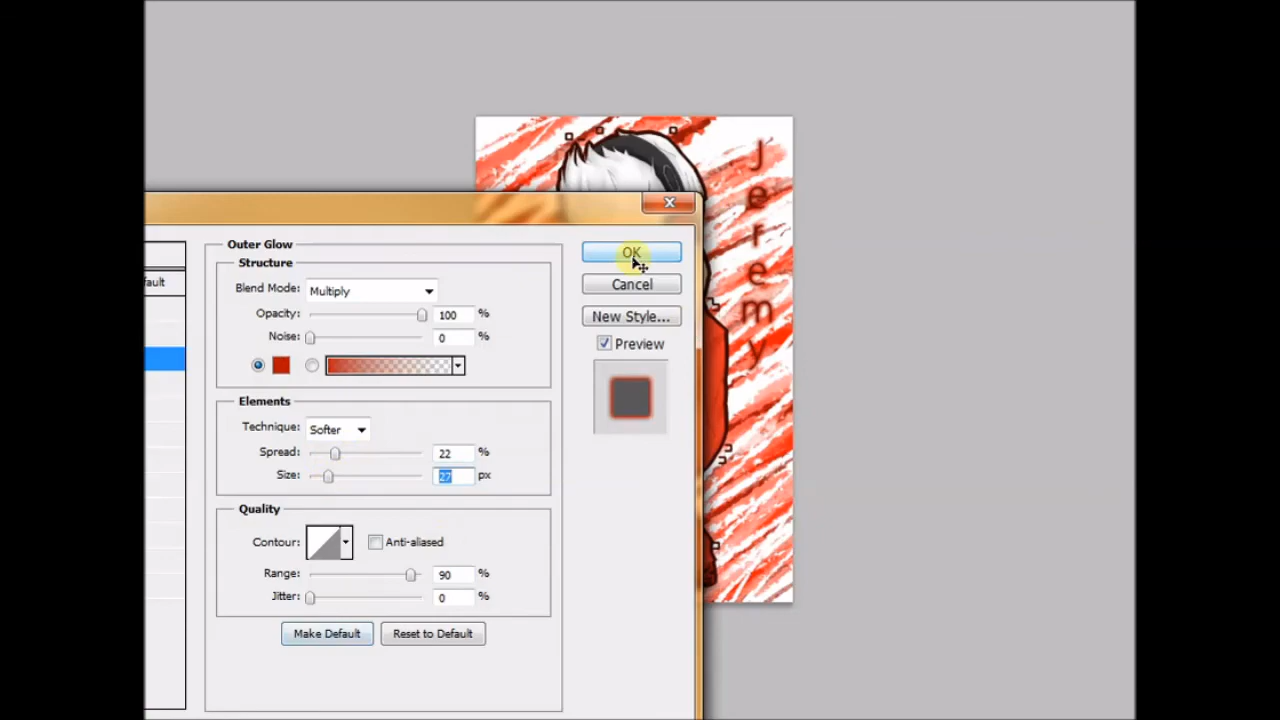 Jeremy
Outer Glow
Structure
Blend Mode: Multiply
Opacity: 100 %
Noise: 0 %
Elements
Technique: Softer
Spread: 22 %
Size: 27 px
Quality
Contour: Anti-aliased
Range: 90 %
Jitter: 0 %
Make Default Reset to Default
OK
Cancel
New Style...
Preview
fault